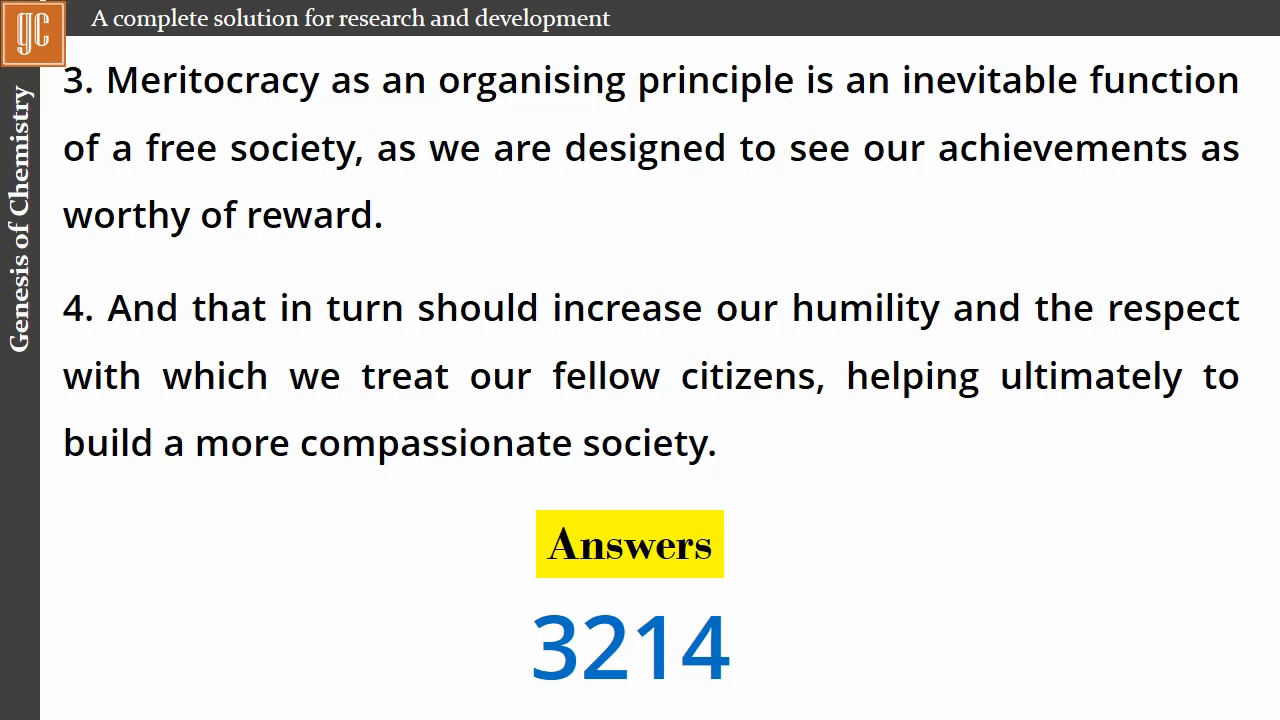 A complete solution for research and development
gc
Genesis of Chemistry
3. Meritocracy as an organising principle is an inevitable function
of a free society, as we are designed to see our achievements as
worthy of reward.
4. And that in turn should increase our humility and the respect
with which we treat our fellow citizens, helping ultimately to
build a more compassionate society.
Answers
3214